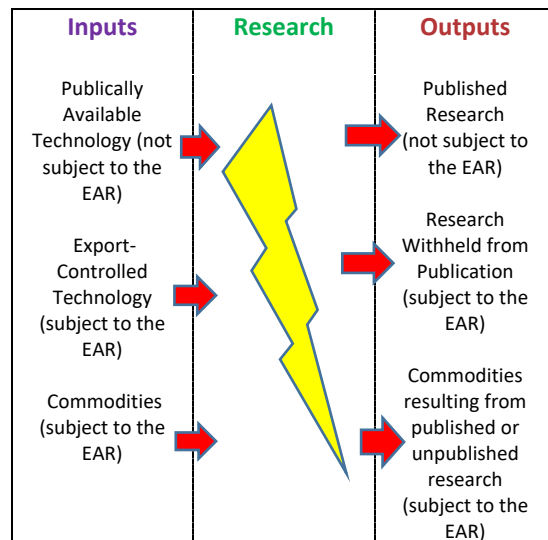 Inputs
Research
Outputs
Publically
Available
Technology (not
subject to the
EAR)
Export-
Controlled
Technology
(subject to the
EAR)
Commodities
(subject to the
EAR)
Published
Research
(not subject to
the EAR)
Research
Withheld from
Publication
(subject to the
EAR)
Commodities
resulting from
published or
unpublished
research
(subject to the
EAR)